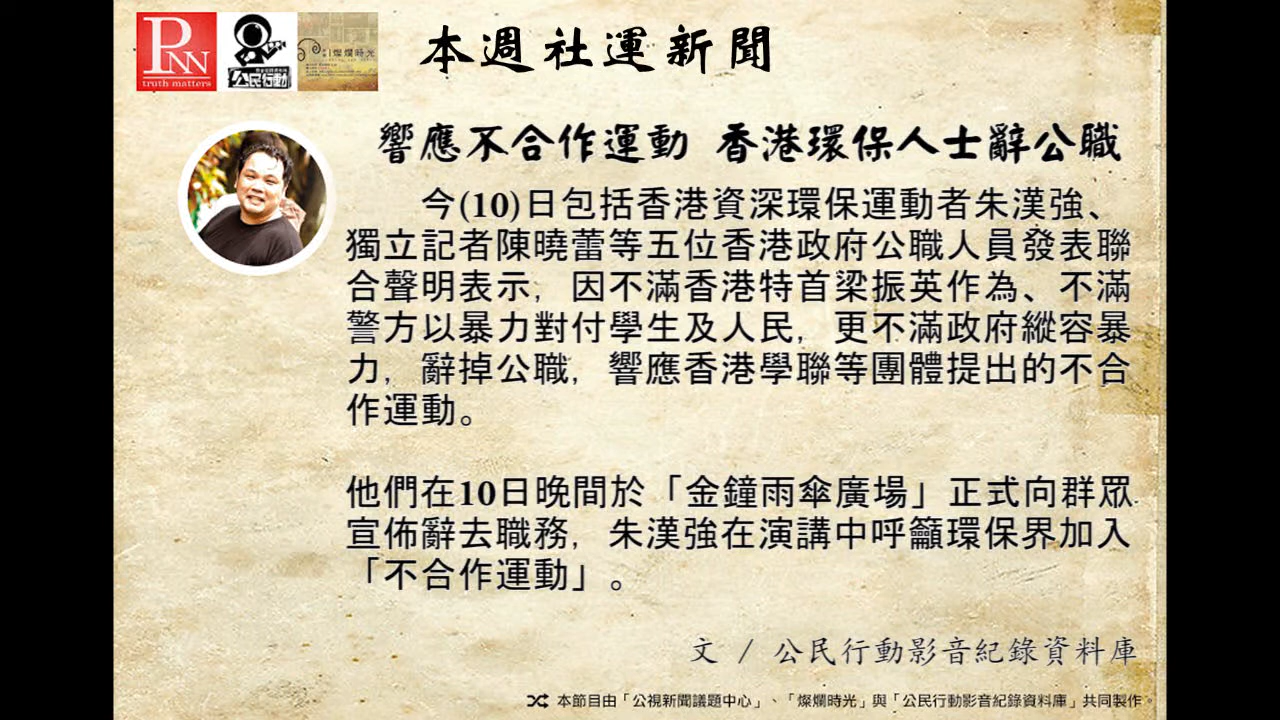 PNN
truth matters
公民行動
燦爛時光
本週社運新聞
響應不合作運動 香港環保人士辭公職
今(10)日包括香港資深環保運動者朱漢強、
獨立記者陳曉蕾等五位香港政府公職人員發表聯
合聲明表示，因不滿香港特首梁振英作為、不滿
警方以暴力對付學生及人民，更不滿政府縱容暴
力，辭掉公職，響應香港學聯等團體提出的不合
作運動。
他們在10日晚間於「金鐘雨傘廣場」正式向群眾
宣佈辭去職務，朱漢強在演講中呼籲環保界加入
「不合作運動」。
文 / 公民行動影音紀錄資料庫
本節目由「公視新聞議題中心」、「燦爛時光」與「公民行動影音紀錄資料庫」共同製作。